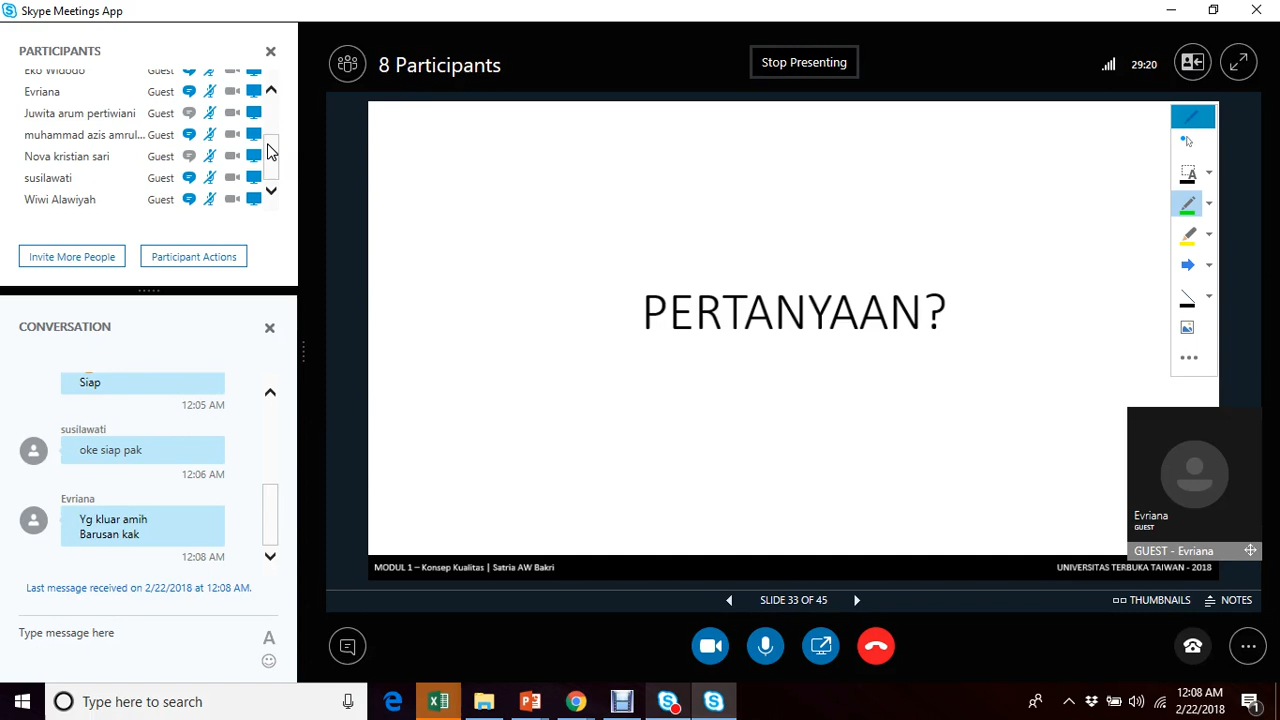 Skype Meetings App
PARTICIPANTS
Eko Widodo Guest
Evriana Guest
Juwita arum pertiwiani Guest
muhammad azis amrul... Guest
Nova kristian sari Guest
susilawati Guest
Wiwi Alawiyah Guest
Invite More People Participant Actions
CONVERSATION
Siap
12:05 AM
susilawati
oke siap pak
12:06 AM
Evriana
Yg kluar amih
Barusan kak
12:08 AM
Last message received on 2/22/2018 at 12:08 AM.
Type message here
8 Participants
Stop Presenting
29:20
PERTANYAAN?
Evriana
GUEST
GUEST - Evriana
MODUL 1 – Konsep Kualitas | Satria AW Bakri
UNIVERSITAS TERBUKA TAIWAN - 2018
SLIDE 33 OF 45
THUMBNAILS
NOTES
Type here to search
12:08 AM
2/22/2018